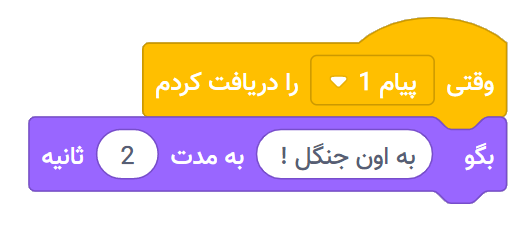 وقتی پیام 1 را دریافت کردم
بگو به اون جنگل ! به مدت 2 ثانیه